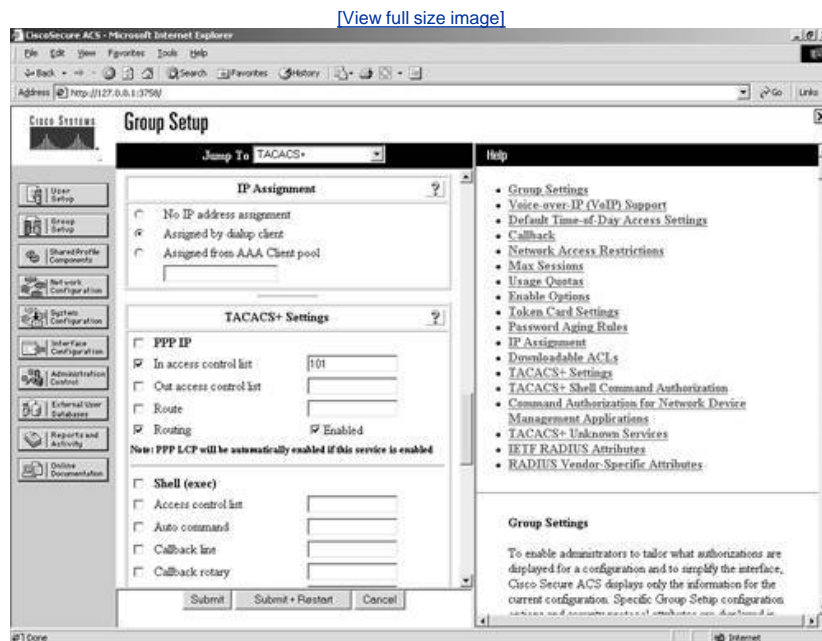 [View full size image]
CiscoSecure ACS - Microsoft Internet Explorer
File Edit View Favorites Tools Help
Back Search Favorites History
Address http://127.0.0.1:3758/ Go Links
CISCO SYSTEMS
Group Setup
Jump To TACACS+
User Setup
Group Setup
Shared Profile Components
Network Configuration
System Configuration
Interface Configuration
Administration Control
External User Databases
Reports and Activity
Online Documentation
IP Assignment ?
No IP address assignment
Assigned by dialup client
Assigned from AAA Client pool
TACACS+ Settings ?
PPP IP
In access control list 101
Out access control list
Route
Routing Enabled
Note: PPP LCP will be automatically enabled if this service is enabled
Shell (exec)
Access control list
Auto command
Callback line
Callback rotary
Submit Submit + Restart Cancel
Help
Group Settings
Voice-over-IP (VoIP) Support
Default Time-of-Day Access Settings
Callback
Network Access Restrictions
Max Sessions
Usage Quotas
Enable Options
Token Card Settings
Password Aging Rules
IP Assignment
Downloadable ACLs
TACACS+ Settings
TACACS+ Shell Command Authorization
Command Authorization for Network Device
Management Applications
TACACS+ Unknown Services
IETF RADIUS Attributes
RADIUS Vendor-Specific Attributes
Group Settings
To enable administrators to tailor what authorizations are
displayed for a configuration and to simplify the interface,
Cisco Secure ACS displays only the information for the
current configuration. Specific Group Setup configuration
Done Internet